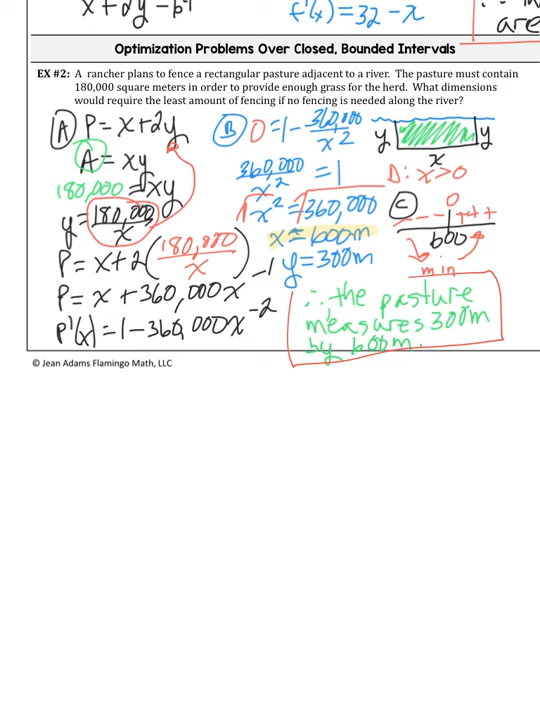 x+2y-64
f'(x)=32-x
are
Optimization Problems Over Closed, Bounded Intervals
EX #2: A rancher plans to fence a rectangular pasture adjacent to a river. The pasture must contain
180,000 square meters in order to provide enough grass for the herd. What dimensions
would require the least amount of fencing if no fencing is needed along the river?
A P=x+2y
A=xy
180,000=xy
y=180,000/x
P=x+2(180,000/x)
P=x+360,000x^-1
P'(x)=1-360,000x^-2
B 0=1-360,000/x^2
360,000/x^2=1
√x^2=√360,000
x=600m
y=300m
y y
x
D: x>0
C 0
-- +++
600
min
∴ the pasture
measures 300m
by 600m.
© Jean Adams Flamingo Math, LLC